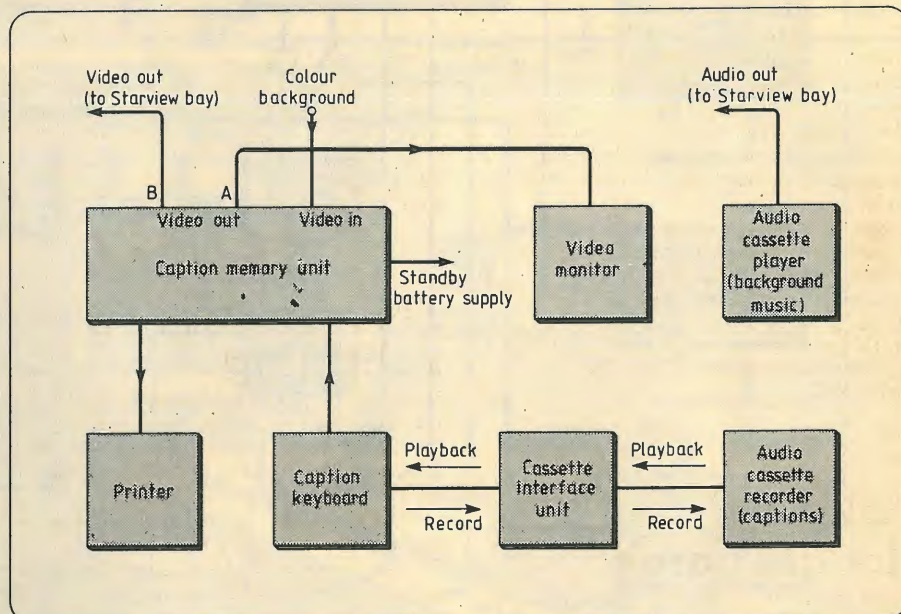 Video out
(to Starview bay)
Colour
background
Audio out
(to Starview bay)
B
A
Video out
Video in
Caption memory unit
Standby
battery supply
Video
monitor
Audio
cassette
player
(background
music)
Printer
Caption
keyboard
Playback
Record
Cassette
interface
unit
Playback
Record
Audio
cassette
recorder
(captions)